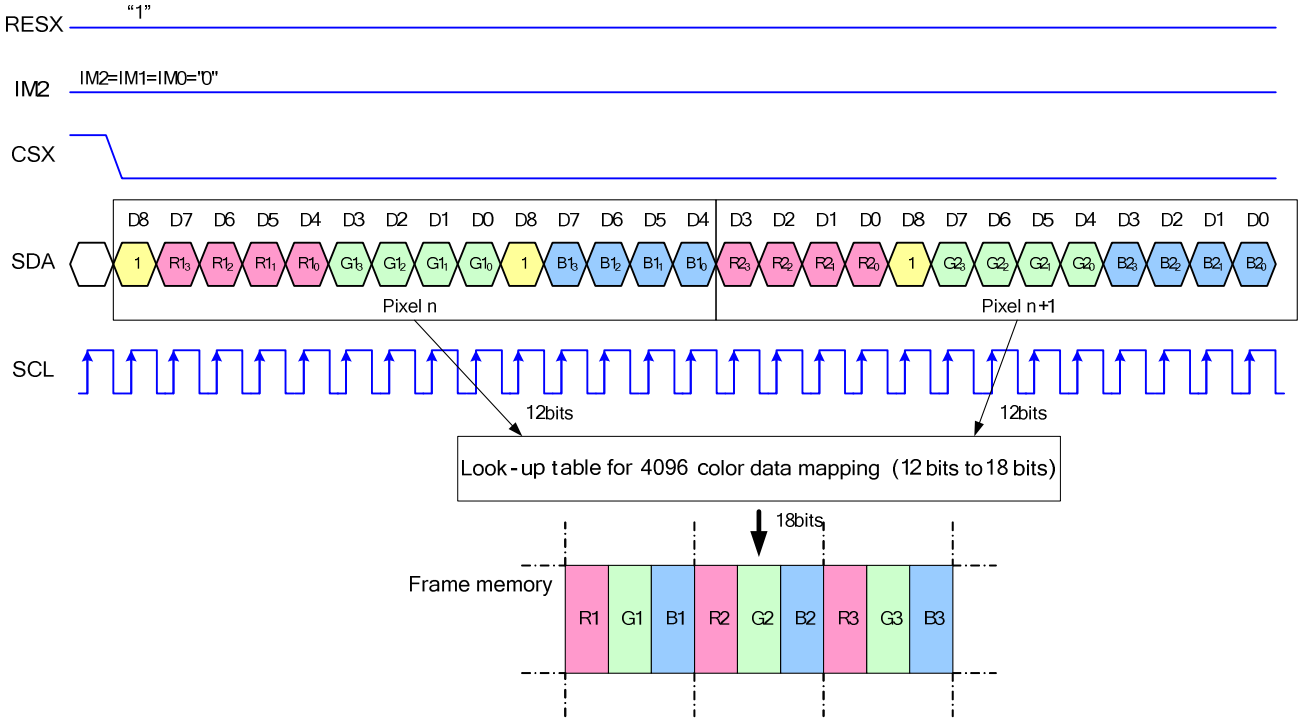 RESX
“1”
IM2
IM2=IM1=IM0="0"
CSX
D8 D7 D6 D5 D4 D3 D2 D1 D0 D8 D7 D6 D5 D4 D3 D2 D1 D0 D8 D7 D6 D5 D4 D3 D2 D1 D0
SDA
1 R1₃ R1₂ R1₁ R1₀ G1₃ G1₂ G1₁ G1₀ 1 B1₃ B1₂ B1₁ B1₀ R2₃ R2₂ R2₁ R2₀ 1 G2₃ G2₂ G2₁ G2₀ B2₃ B2₂ B2₁ B2₀
Pixel n
Pixel n+1
SCL
12bits
12bits
Look-up table for 4096 color data mapping (12 bits to 18 bits)
18bits
Frame memory
R1 G1 B1 R2 G2 B2 R3 G3 B3